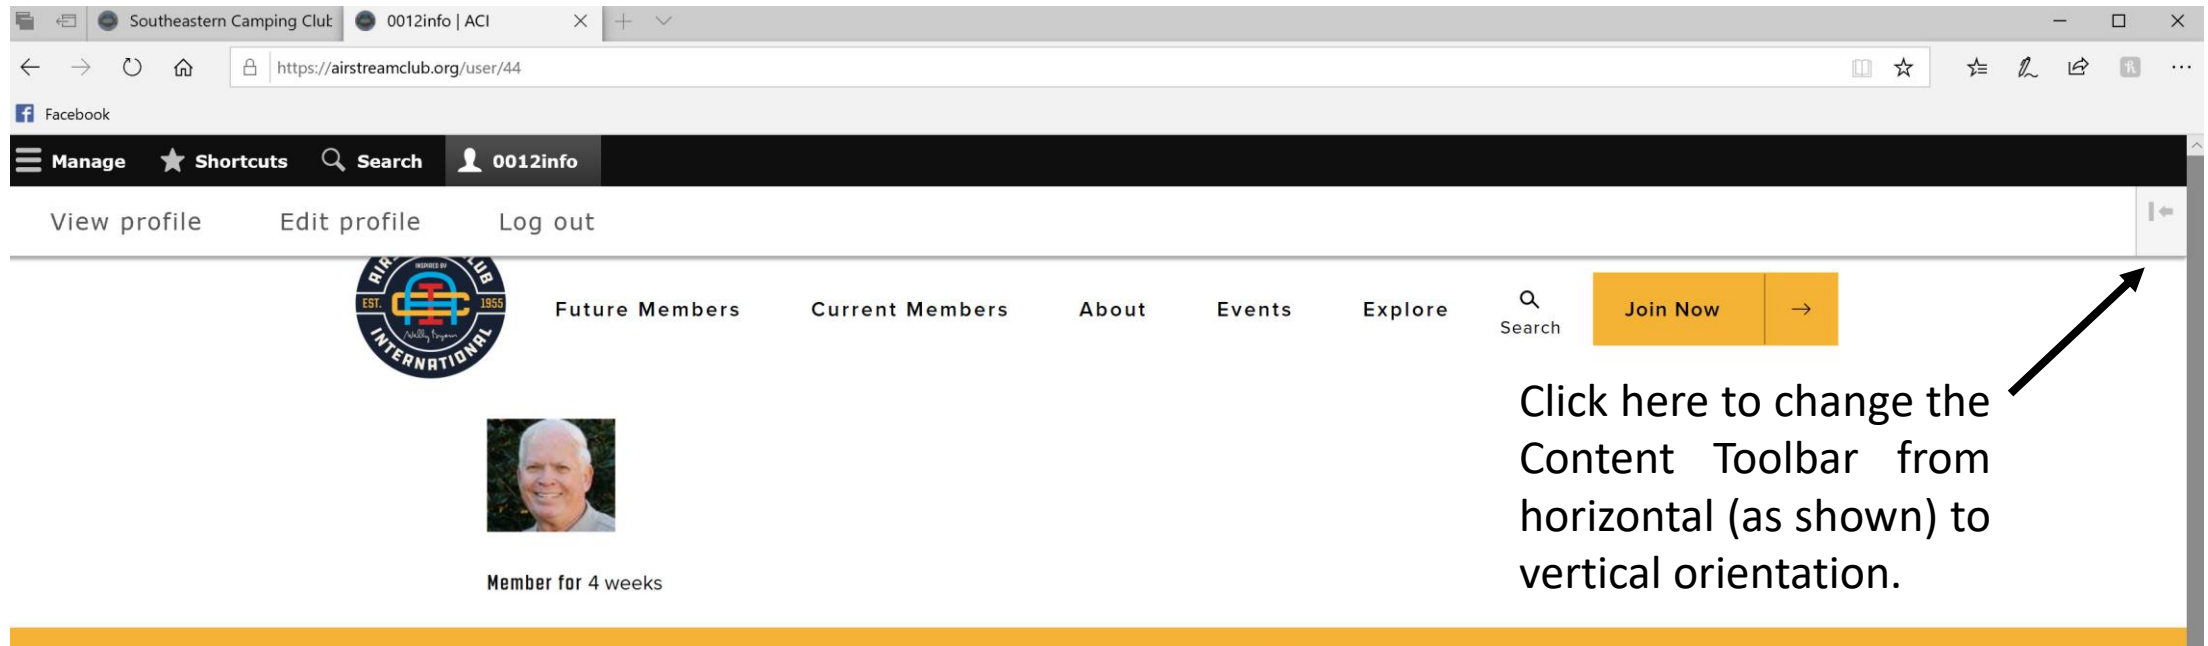 Southeastern Camping Club
0012info | ACI
https://airstreamclub.org/user/44
Facebook
Manage Shortcuts Search 0012info
View profile Edit profile Log out
INSPIRED BY
EST. 1955
INTERNATIONAL
Future Members Current Members About Events Explore Search Join Now →
Click here to change the
Content Toolbar from
horizontal (as shown) to
vertical orientation.
Member for 4 weeks